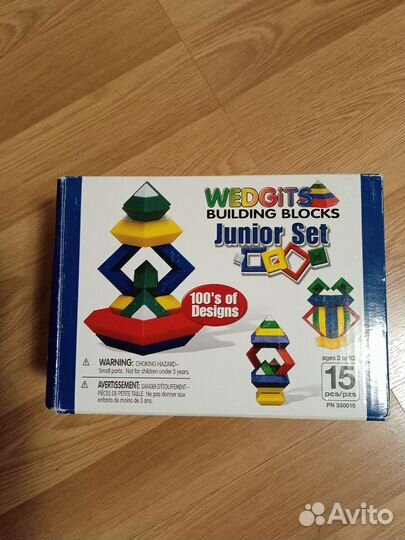 WEDGiTS
BUILDING BLOCKS
Junior Set
100's of
Designs
WARNING: CHOKING HAZARD–
Small parts. Not for children under 3 years.
AVERTISSEMENT: DANGER D'ÉTOUFFEMENT –
PIÈCES DE PETITE TAILLE. Ne pas donner aux
enfants de moins de 3 ans.
ages 3 to 10
15
pcs/pzs
PN 330010
Avito